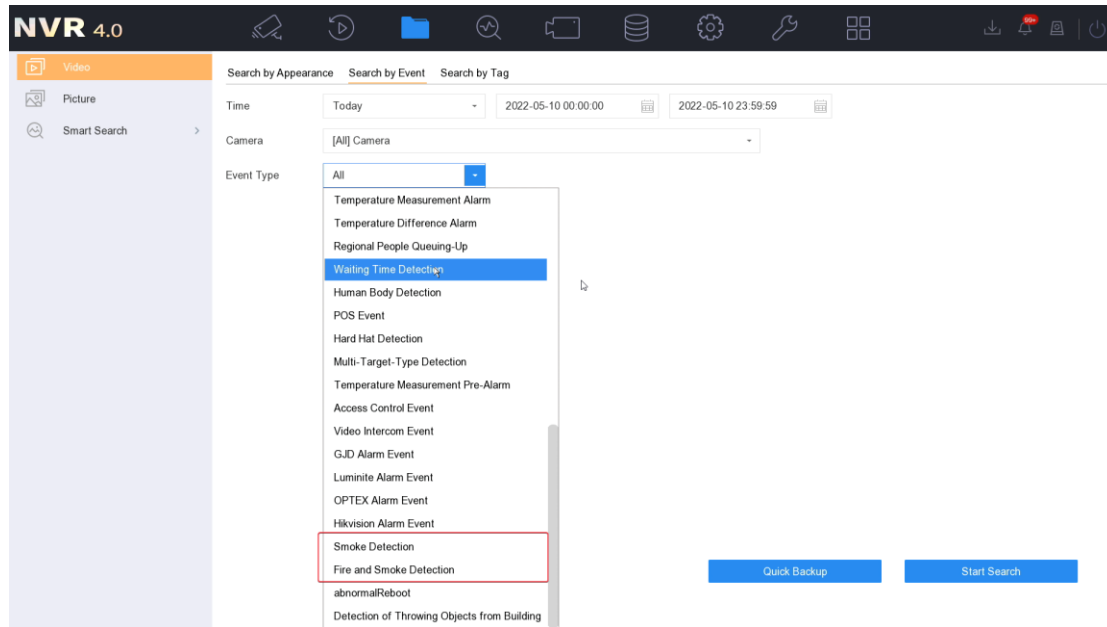 NVR 4.0
99+
Video
Picture
Smart Search
Search by Appearance Search by Event Search by Tag
Time Today 2022-05-10 00:00:00 2022-05-10 23:59:59
Camera [All] Camera
Event Type All
Temperature Measurement Alarm
Temperature Difference Alarm
Regional People Queuing-Up
Waiting Time Detection
Human Body Detection
POS Event
Hard Hat Detection
Multi-Target-Type Detection
Temperature Measurement Pre-Alarm
Access Control Event
Video Intercom Event
GJD Alarm Event
Luminite Alarm Event
OPTEX Alarm Event
Hikvision Alarm Event
Smoke Detection
Fire and Smoke Detection
abnormalReboot
Detection of Throwing Objects from Building
Quick Backup Start Search